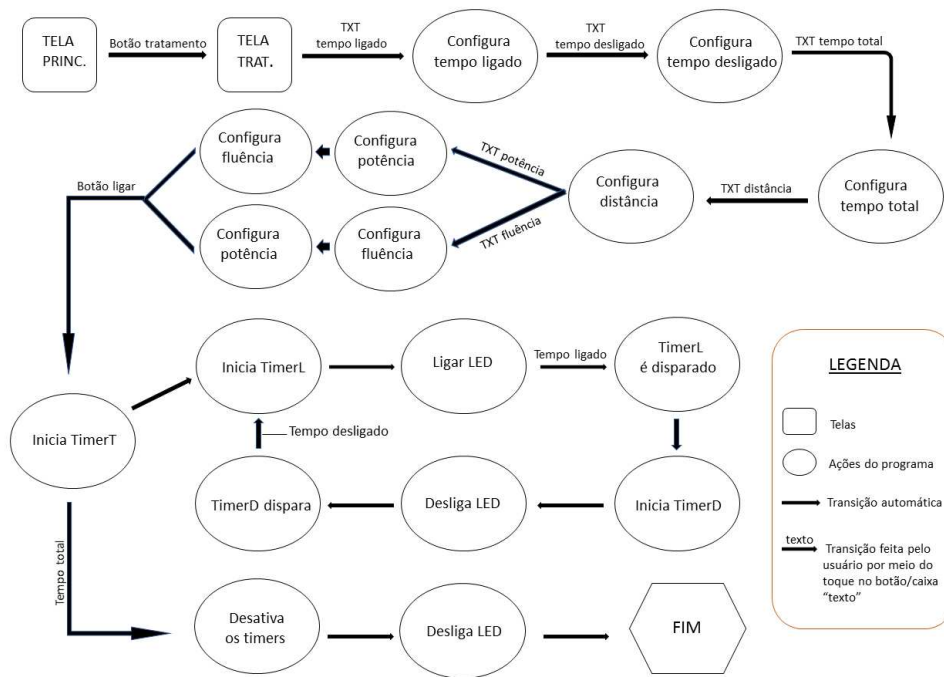 TELA
PRINC.
Botão tratamento
TELA
TRAT.
TXT
tempo ligado
Configura
tempo ligado
TXT
tempo desligado
Configura
tempo desligado
TXT tempo total
Configura
tempo total
TXT distância
Configura
distância
TXT potência
Configura
potência
Configura
fluência
TXT fluência
Configura
fluência
Configura
potência
Botão ligar
Inicia TimerT
Inicia TimerL
Ligar LED
Tempo ligado
TimerL
é disparado
Inicia TimerD
Desliga LED
TimerD dispara
Tempo desligado
Tempo total
Desativa
os timers
Desliga LED
FIM
LEGENDA
Telas
Ações do programa
Transição automática
texto
Transição feita pelo
usuário por meio do
toque no botão/caixa
“texto”